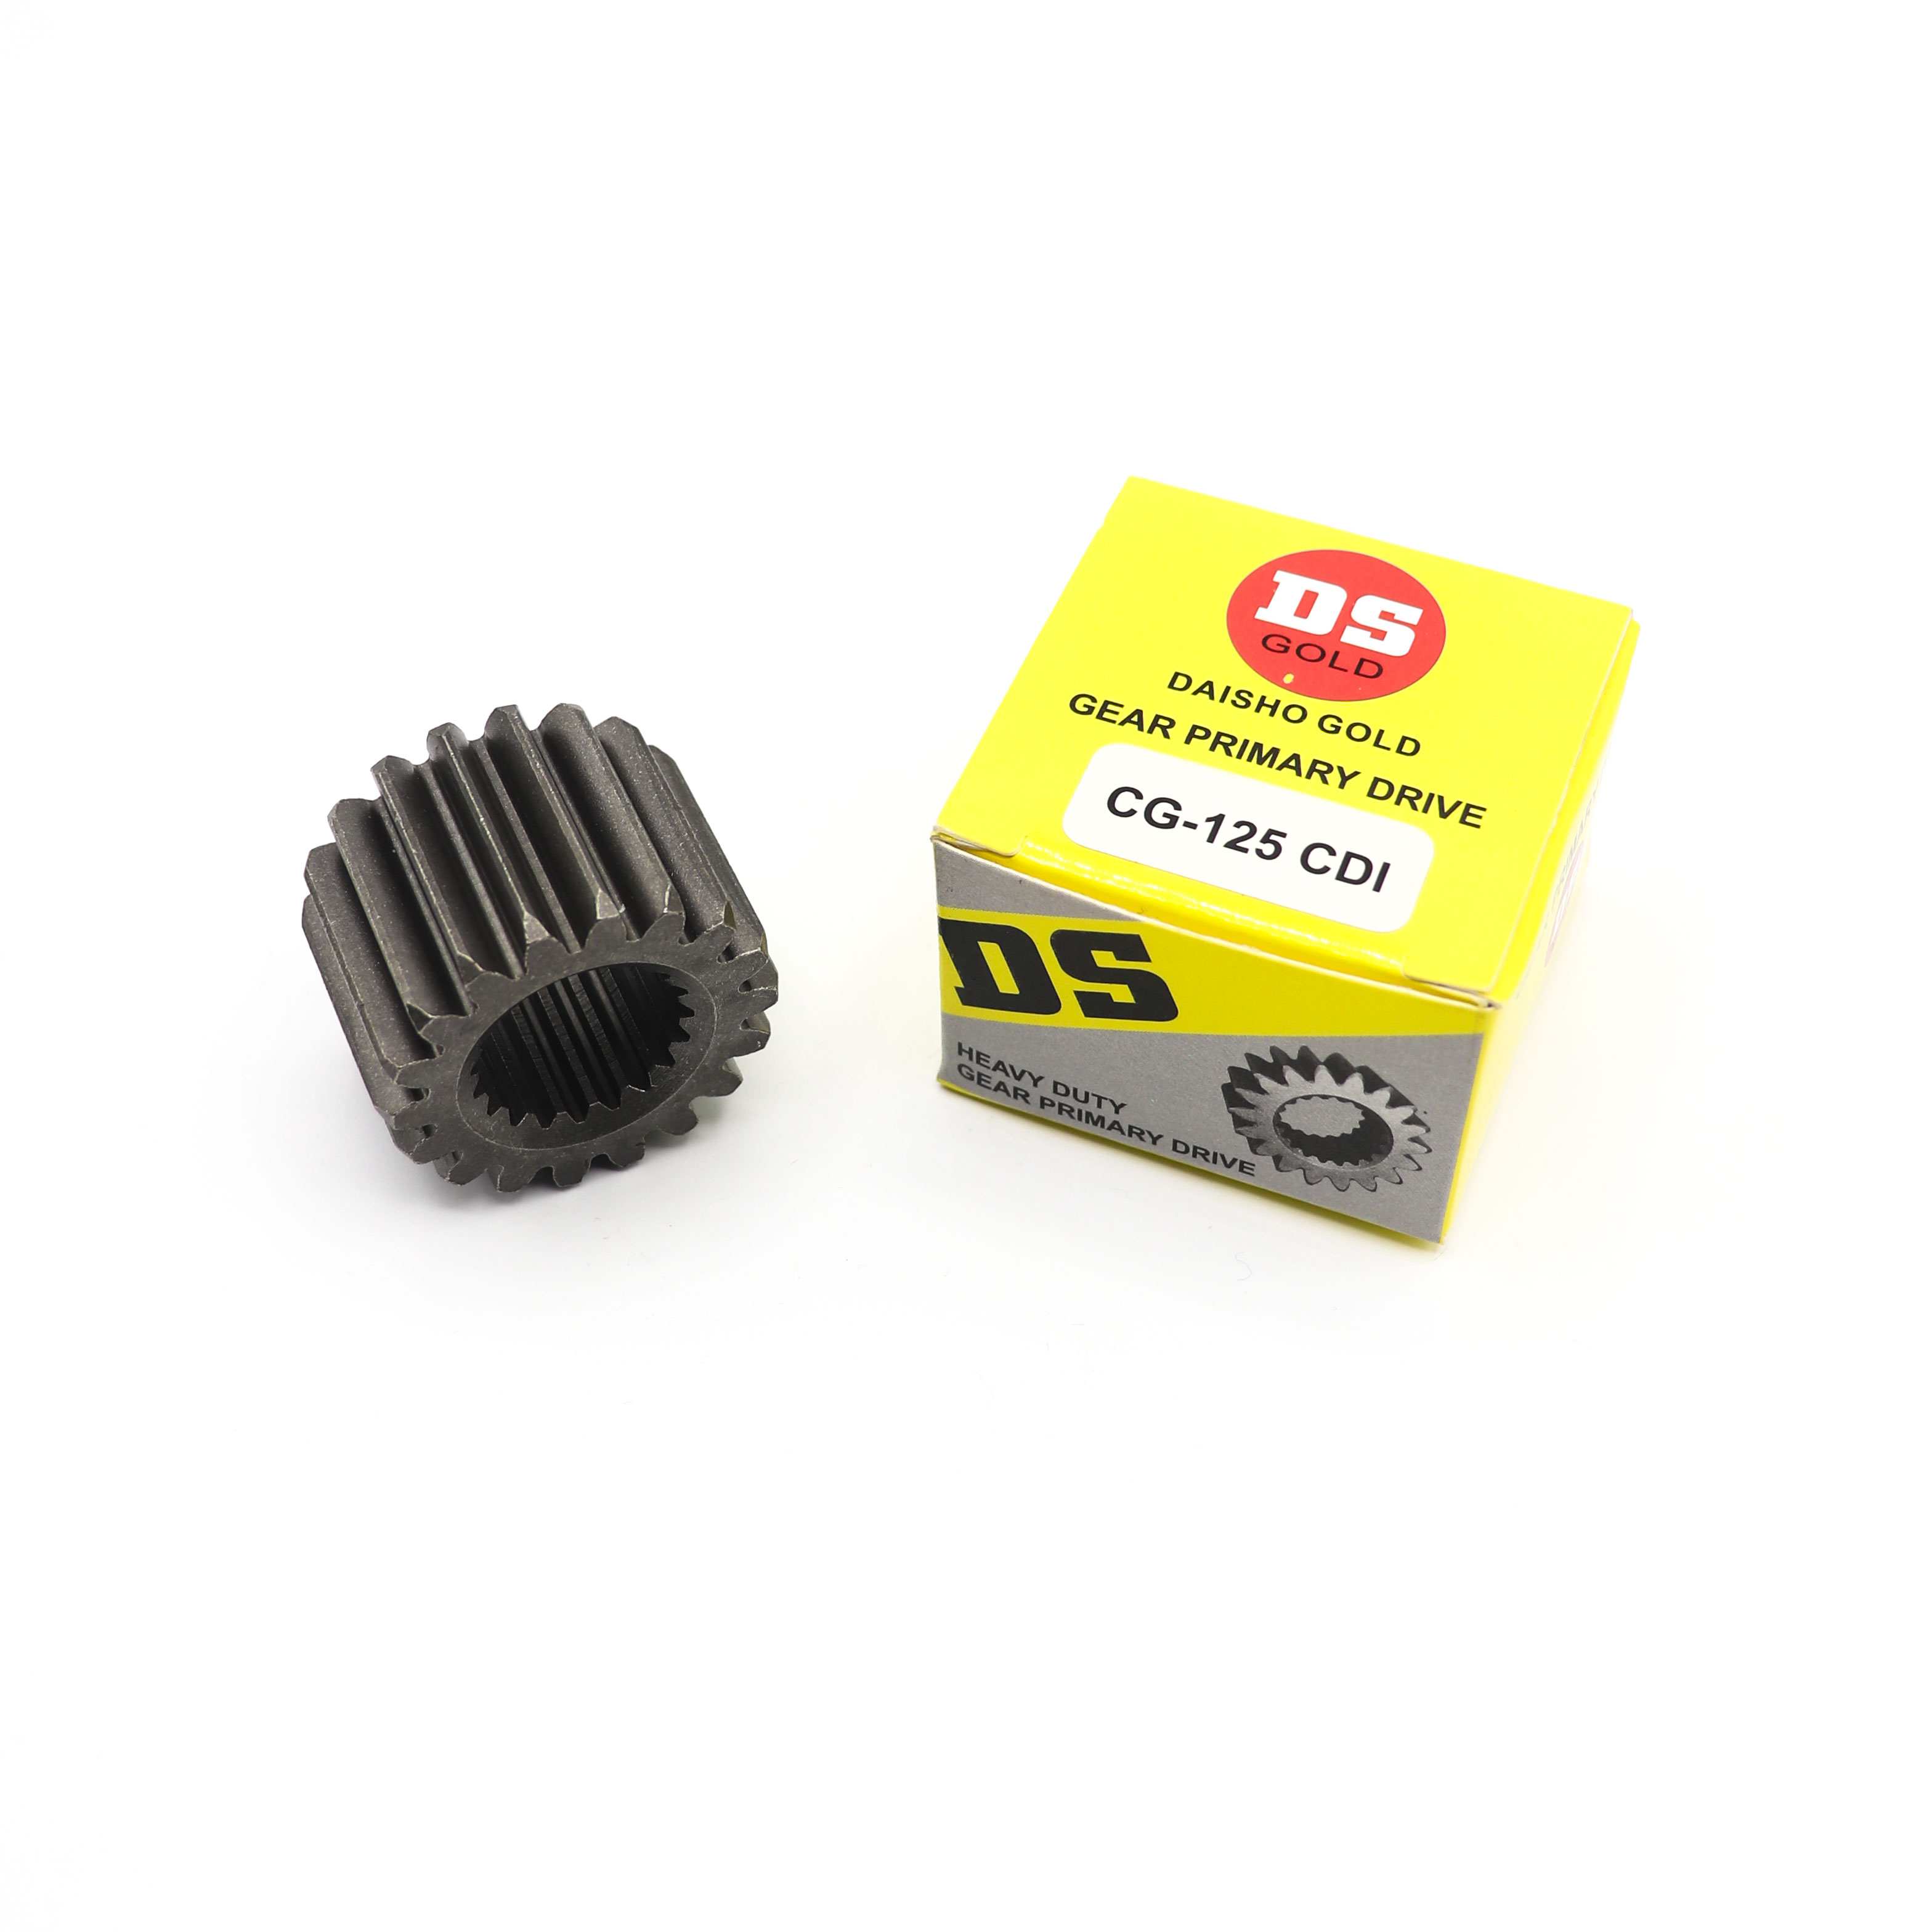 DS
GOLD
DAISHO GOLD
GEAR PRIMARY DRIVE
CG-125 CDI
DS
HEAVY DUTY
GEAR PRIMARY DRIVE